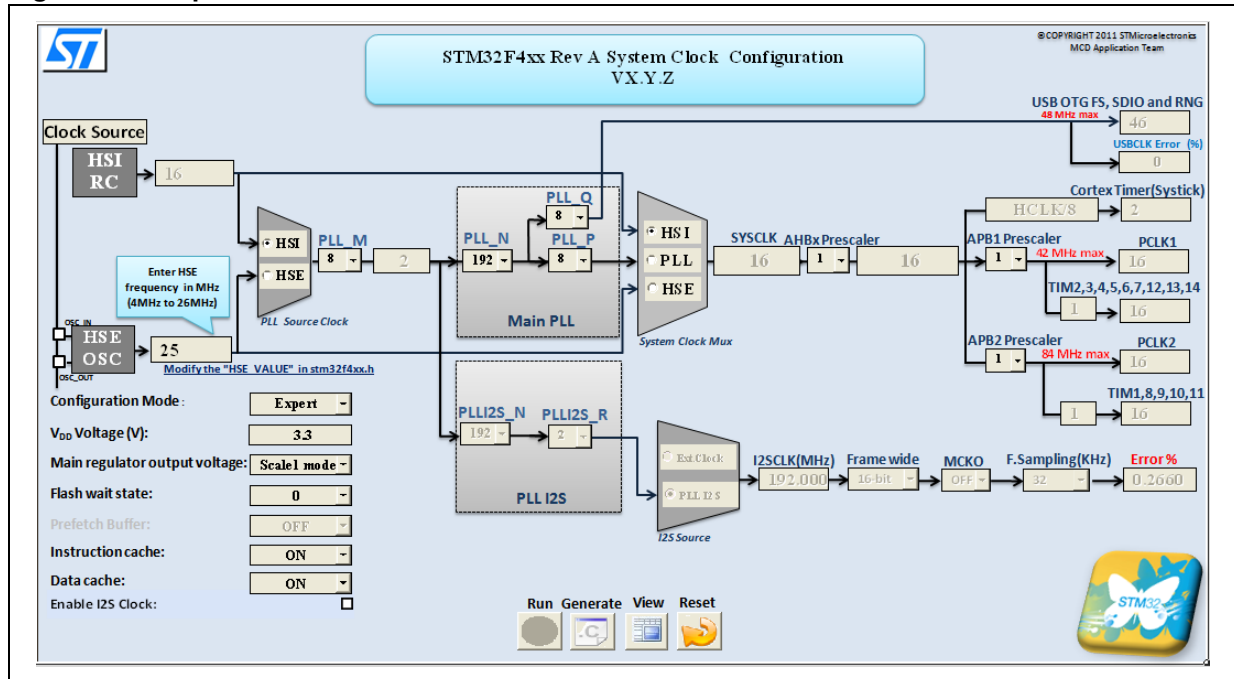 ©COPYRIGHT 2011 STMicroelectronics
MCD Application Team
ST
STM32F4xx Rev A System Clock Configuration
VX.Y.Z
USB OTG FS, SDIO and RNG
48 MHz max
46
USBCLK Error (%)
0
Clock Source
HSI
RC
16
Cortex Timer(Systick)
HCLK/8
2
PLL_Q
8
PLL_N
192
PLL_P
8
Main PLL
HSI
HSE
PLL Source Clock
PLL_M
8
2
HSI
PLL
HSE
System Clock Mux
SYSCLK
16
AHBx Prescaler
1
16
APB1 Prescaler
1
42 MHz max
PCLK1
16
TIM2,3,4,5,6,7,12,13,14
1
16
APB2 Prescaler
1
84 MHz max
PCLK2
16
TIM1,8,9,10,11
1
16
Enter HSE
frequency in MHz
(4MHz to 26MHz)
OSC_IN
HSE
OSC
OSC_OUT
25
Modify the "HSE_VALUE" in stm32f4xx.h
Configuration Mode:
Expert
VDD Voltage (V):
3.3
Main regulator output voltage:
Scale1 mode
Flash wait state:
0
Prefetch Buffer:
OFF
Instruction cache:
ON
Data cache:
ON
Enable I2S Clock:
PLLI2S_N
192
PLLI2S_R
2
PLL I2S
Ext.Clock
PLL I2S
I2S Source
I2SCLK(MHz)
192.000
Frame wide
16-bit
MCKO
OFF
F.Sampling(KHz)
32
Error %
0.2660
Run Generate View Reset
.C
STM32